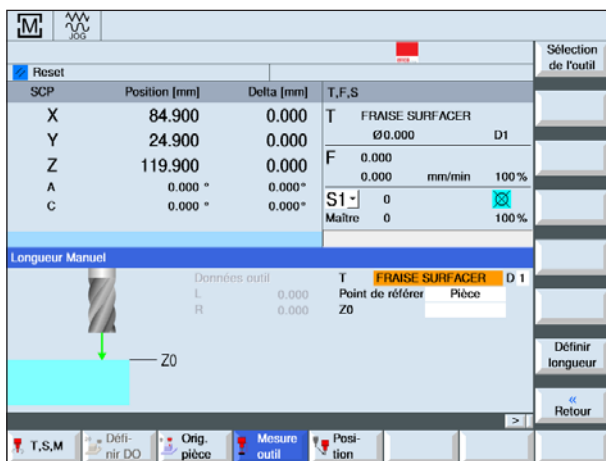 M JOG
Sélection de l'outil
Reset
SCP Position [mm] Delta [mm] T,F,S
X 84.900 0.000 T FRAISE SURFACER
Ø0.000 D1
Y 24.900 0.000
Z 119.900 0.000 F 0.000
0.000 mm/min 100%
A 0.000 ° 0.000°
C 0.000 ° 0.000° S1 0
Maître 0 100%
Longueur Manuel
Données outil T FRAISE SURFACER D 1
L 0.000 Point de référer Pièce
R 0.000 Z0
Z0
Définir longueur
«
Retour
>
T,S,M Défi-nir DO Orig. pièce Mesure outil Posi-tion